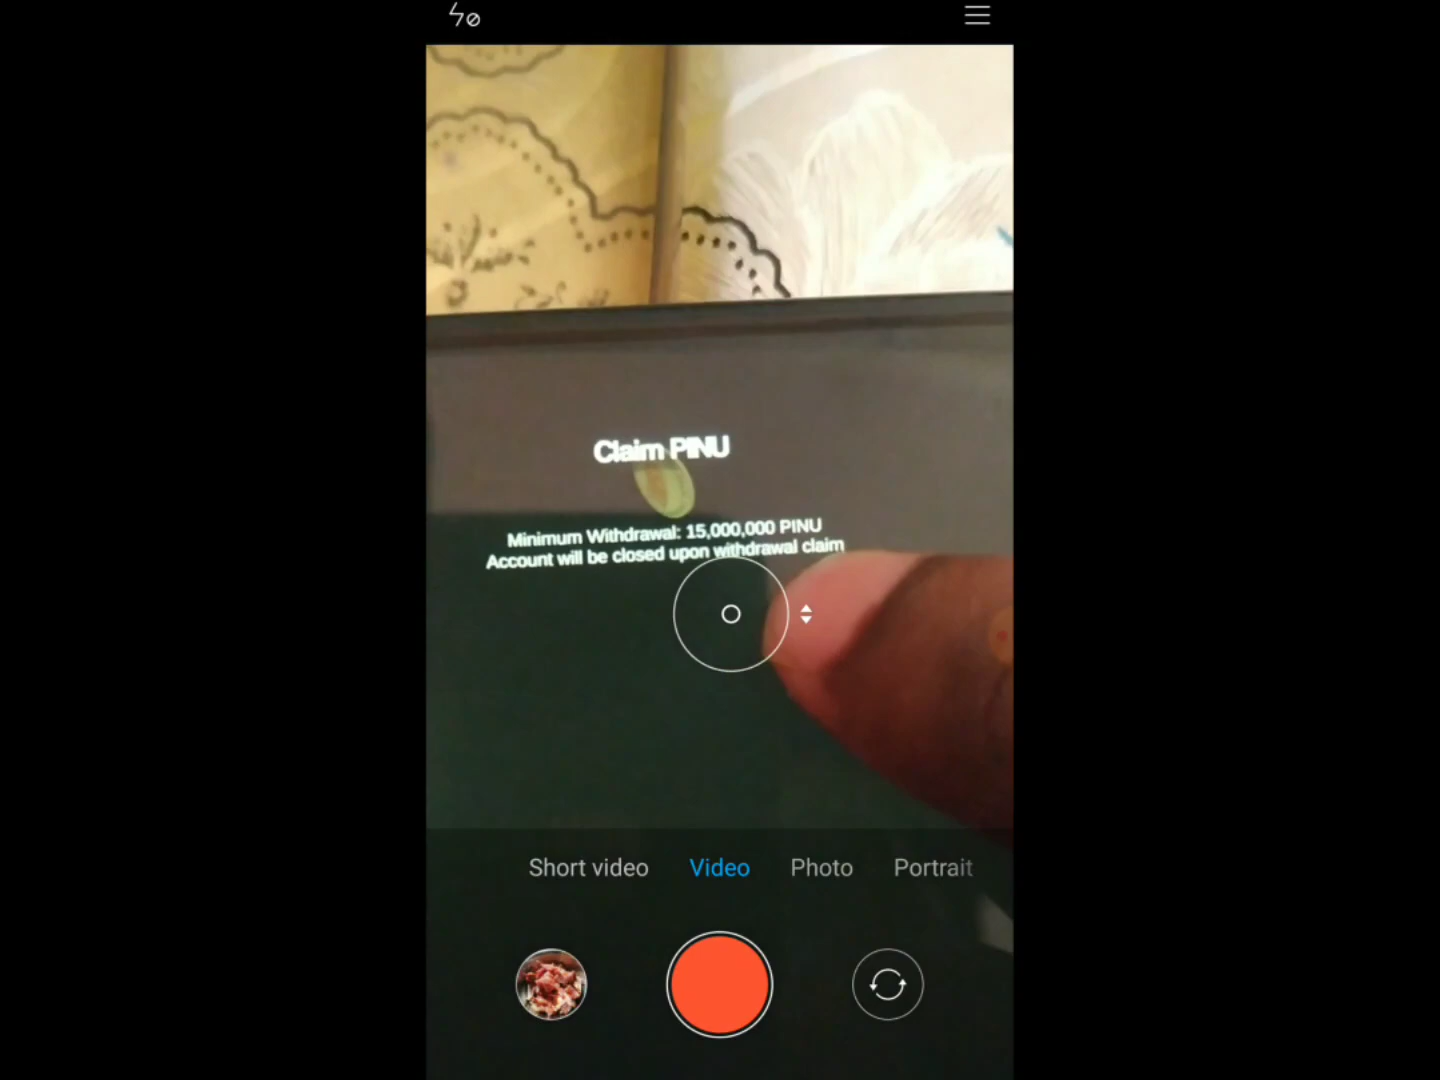 Claim PINU
Minimum Withdrawal: 15,000,000 PINU
Account will be closed upon withdrawal claim
Short video Video Photo Portrait